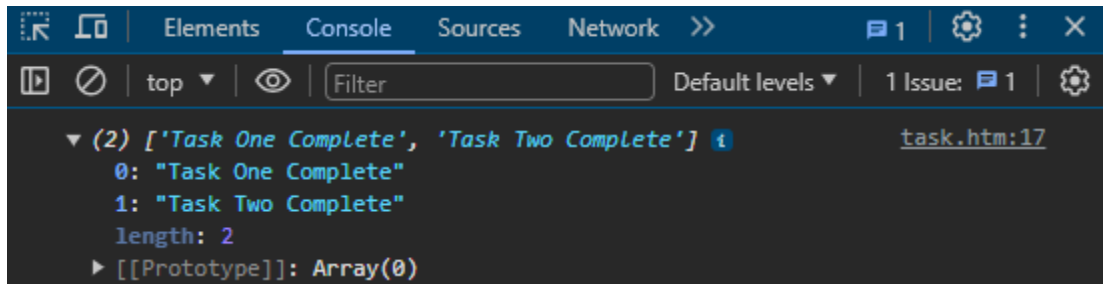 Elements Console Sources Network >> 1
top ▼ Filter Default levels ▼ 1 Issue: 1
▼ (2) ['Task One Complete', 'Task Two Complete'] i task.htm:17
0: "Task One Complete"
1: "Task Two Complete"
length: 2
▶ [[Prototype]]: Array(0)